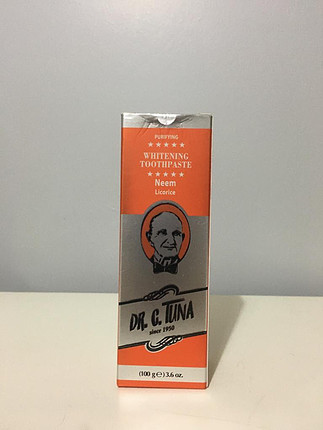 PURIFYING
WHITENING
TOOTHPASTE
Neem
Licorice
DR. C. TUNA
since 1950
(100 g ℮) 3.6 oz.